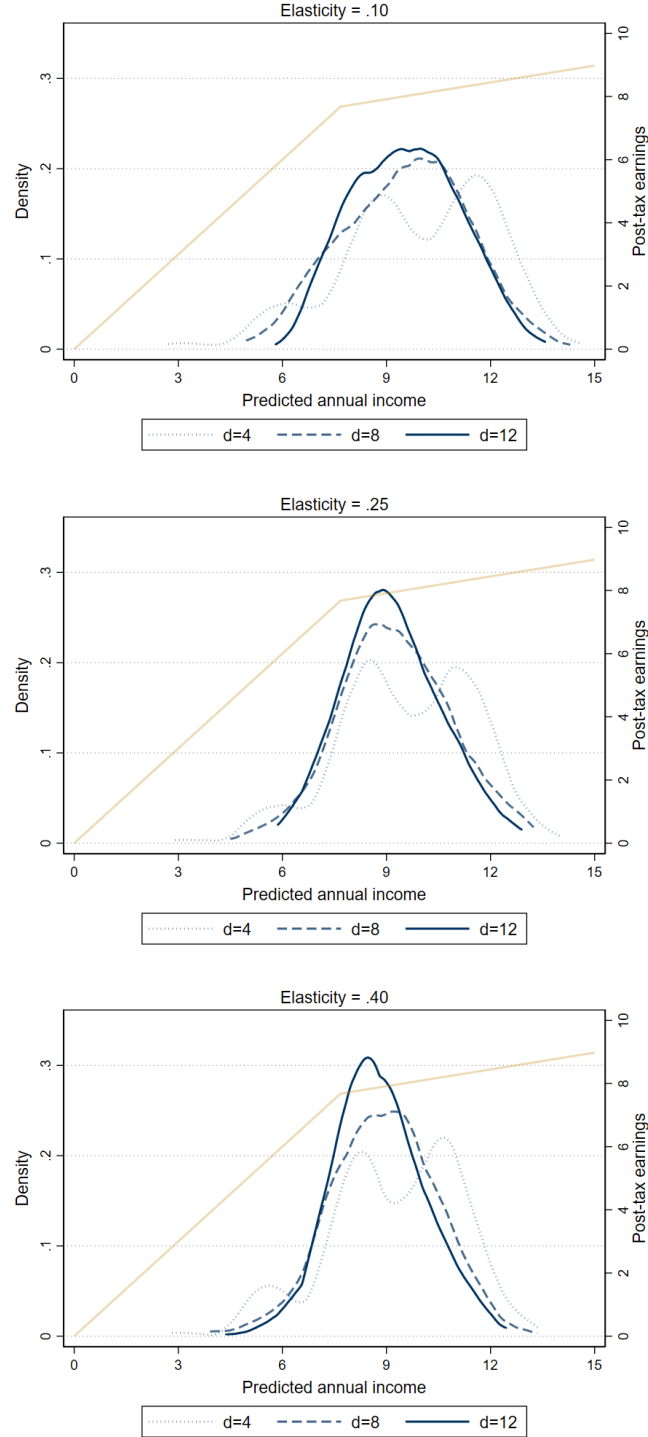 Elasticity = .10
Density
0
.1
.2
.3
Post-tax earnings
0
2
4
6
8
10
0 3 6 9 12 15
Predicted annual income
d=4 d=8 d=12
Elasticity = .25
Density
0
.1
.2
.3
Post-tax earnings
0
2
4
6
8
10
0 3 6 9 12 15
Predicted annual income
d=4 d=8 d=12
Elasticity = .40
Density
0
.1
.2
.3
Post-tax earnings
0
2
4
6
8
10
0 3 6 9 12 15
Predicted annual income
d=4 d=8 d=12